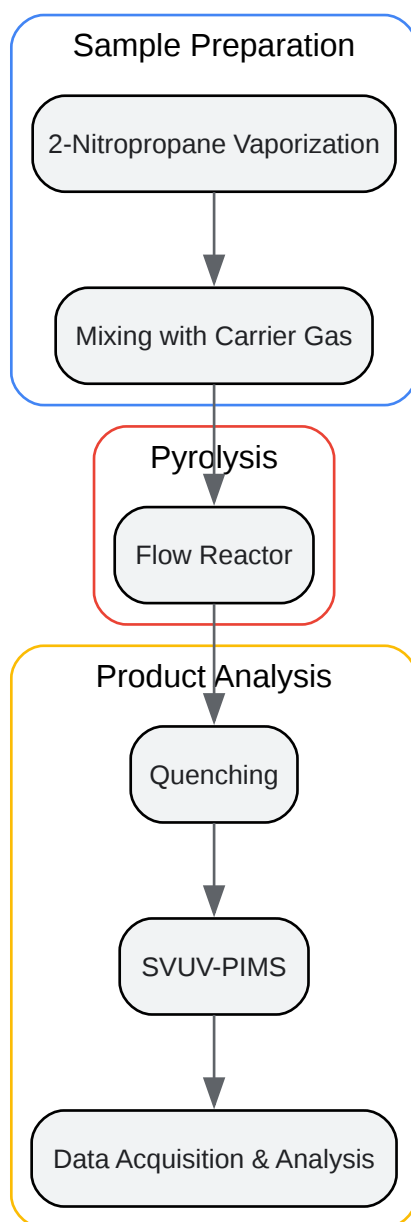 Sample Preparation
2-Nitropropane Vaporization
Mixing with Carrier Gas
Pyrolysis
Flow Reactor
Product Analysis
Quenching
SVUV-PIMS
Data Acquisition & Analysis